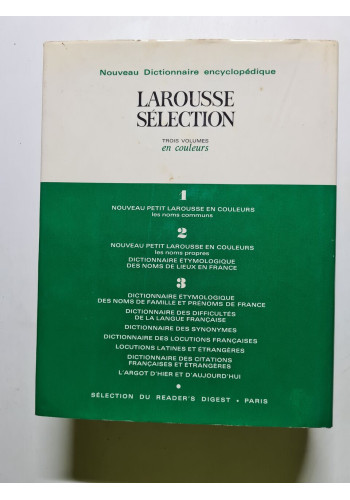 Nouveau Dictionnaire encyclopédique
LAROUSSE
SÉLECTION
TROIS VOLUMES
en couleurs
1
NOUVEAU PETIT LAROUSSE EN COULEURS
les noms communs
2
NOUVEAU PETIT LAROUSSE EN COULEURS
les noms propres
DICTIONNAIRE ÉTYMOLOGIQUE
DES NOMS DE LIEUX EN FRANCE
3
DICTIONNAIRE ÉTYMOLOGIQUE
DES NOMS DE FAMILLE ET PRÉNOMS DE FRANCE
DICTIONNAIRE DES DIFFICULTÉS
DE LA LANGUE FRANÇAISE
DICTIONNAIRE DES SYNONYMES
DICTIONNAIRE DES LOCUTIONS FRANÇAISES
LOCUTIONS LATINES ET ÉTRANGÈRES
DICTIONNAIRE DES CITATIONS
FRANÇAISES ET ÉTRANGÈRES
L'ARGOT D'HIER ET D'AUJOURD'HUI
SÉLECTION DU READER'S DIGEST • PARIS